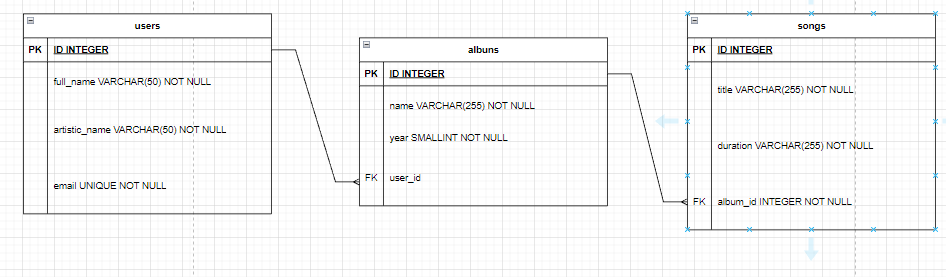 users
PK ID INTEGER
full_name VARCHAR(50) NOT NULL
artistic_name VARCHAR(50) NOT NULL
email UNIQUE NOT NULL
albuns
PK ID INTEGER
name VARCHAR(255) NOT NULL
year SMALLINT NOT NULL
FK user_id
songs
PK ID INTEGER
title VARCHAR(255) NOT NULL
duration VARCHAR(255) NOT NULL
FK album_id INTEGER NOT NULL